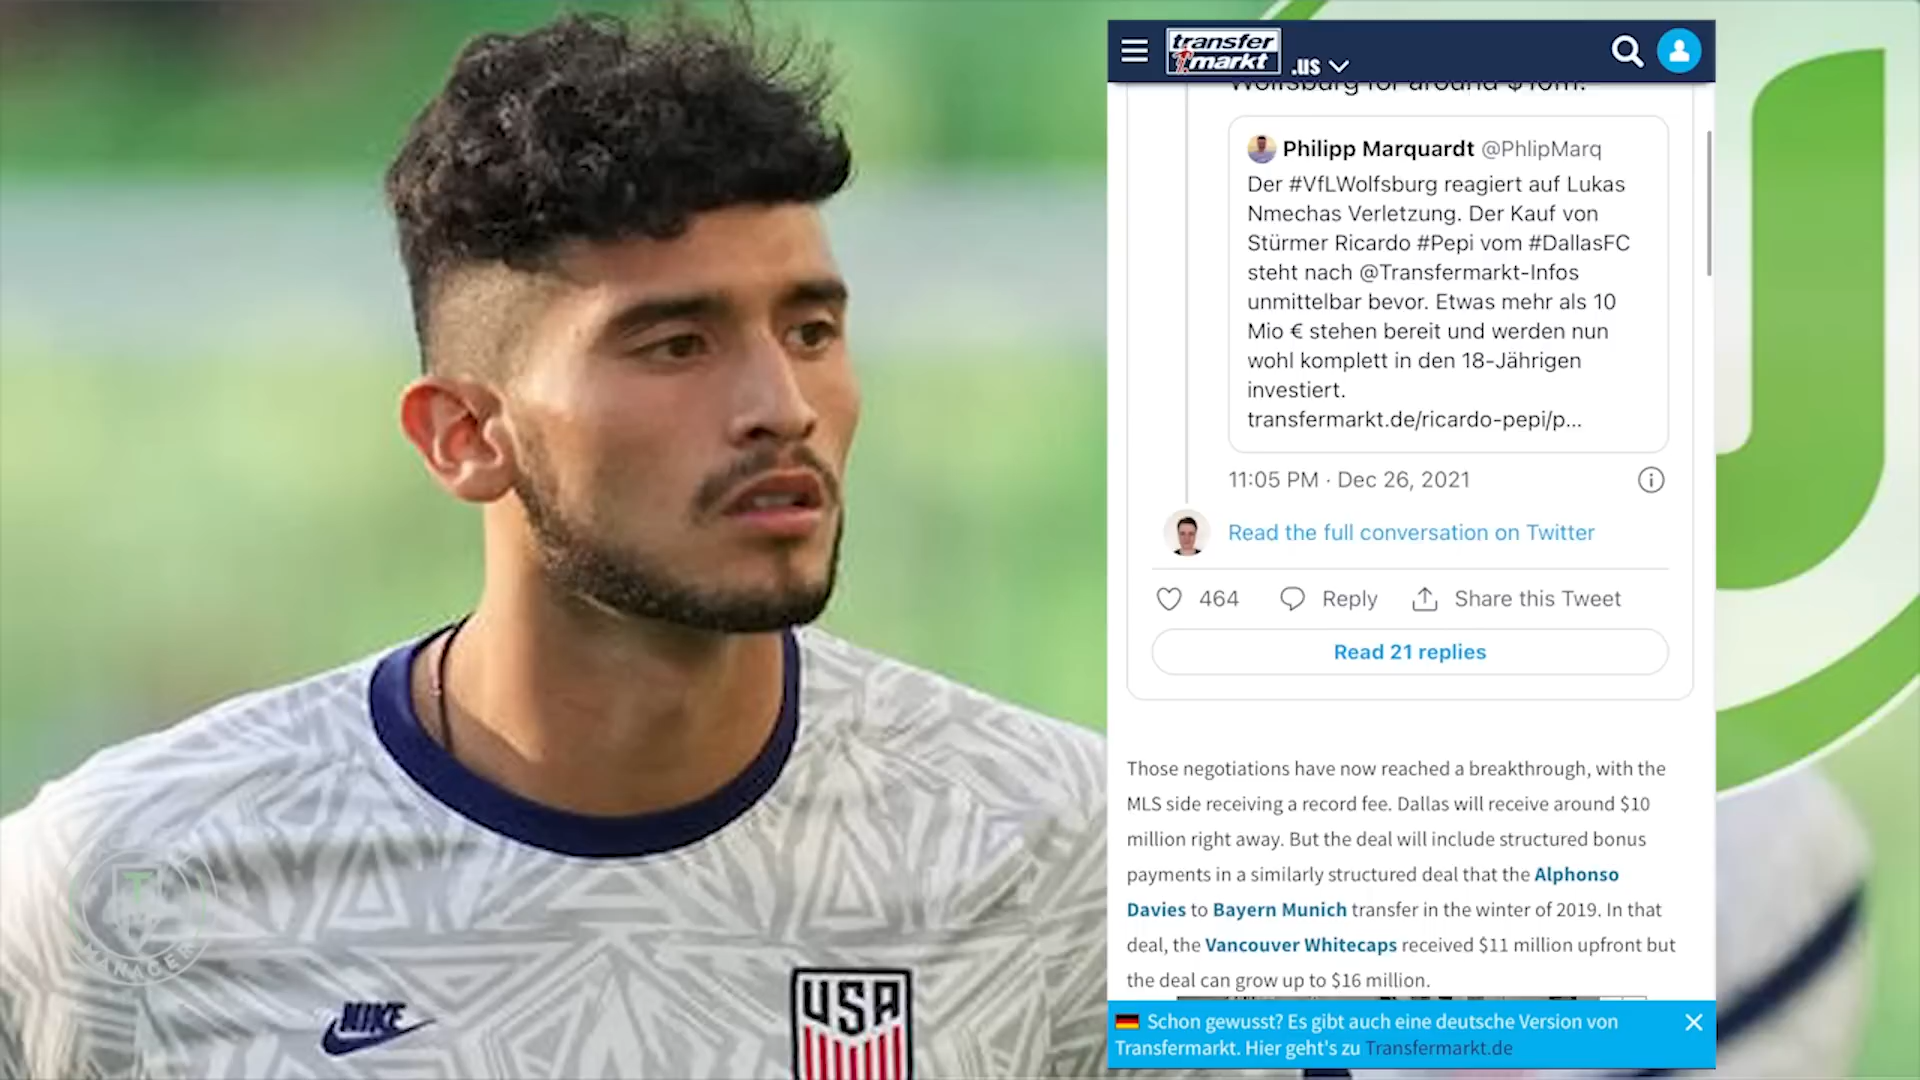 transfer
markt
.us
Wolfsburg for around $10m.
Philipp Marquardt @PhlipMarq
Der #VfLWolfsburg reagiert auf Lukas
Nmechas Verletzung. Der Kauf von
Stürmer Ricardo #Pepi vom #DallasFC
steht nach @Transfermarkt-Infos
unmittelbar bevor. Etwas mehr als 10
Mio € stehen bereit und werden nun
wohl komplett in den 18-Jährigen
investiert.
transfermarkt.de/ricardo-pepi/p...
11:05 PM · Dec 26, 2021
Read the full conversation on Twitter
464 Reply Share this Tweet
Read 21 replies
Those negotiations have now reached a breakthrough, with the
MLS side receiving a record fee. Dallas will receive around $10
million right away. But the deal will include structured bonus
payments in a similarly structured deal that the Alphonso
Davies to Bayern Munich transfer in the winter of 2019. In that
deal, the Vancouver Whitecaps received $11 million upfront but
the deal can grow up to $16 million.
Schon gewusst? Es gibt auch eine deutsche Version von
Transfermarkt. Hier geht's zu Transfermarkt.de
NIKE
USA
MANAGER